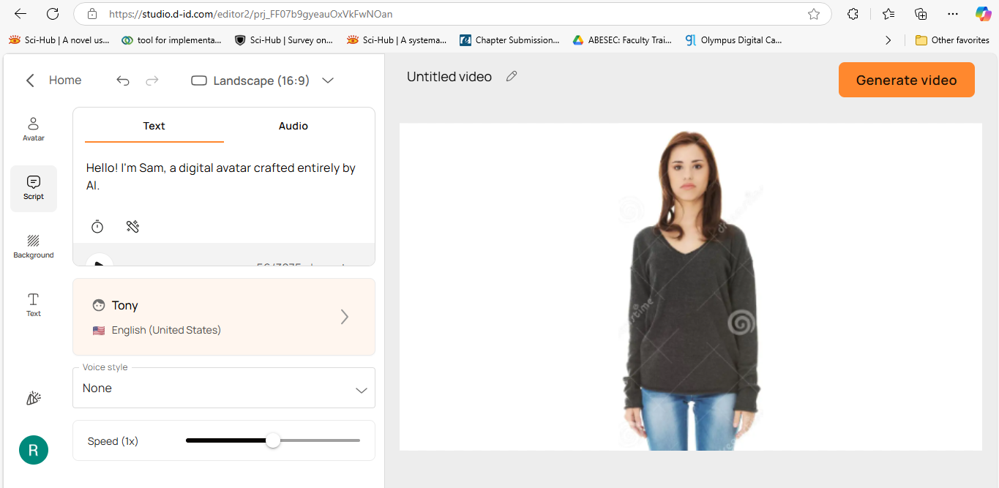 https://studio.d-id.com/editor2/prj_FF07b9gyeauOxVkFwNOan
Sci-Hub | A novel us...
tool for implementa...
Sci-Hub | Survey on...
Sci-Hub | A systema...
Chapter Submission...
ABESEC: Faculty Trai...
Olympus Digital Ca...
Other favorites
Home
Landscape (16:9)
Untitled video
Generate video
Avatar
Script
Background
Text
R
Text
Audio
Hello! I'm Sam, a digital avatar crafted entirely by
AI.
Tony
English (United States)
Voice style
None
Speed (1x)